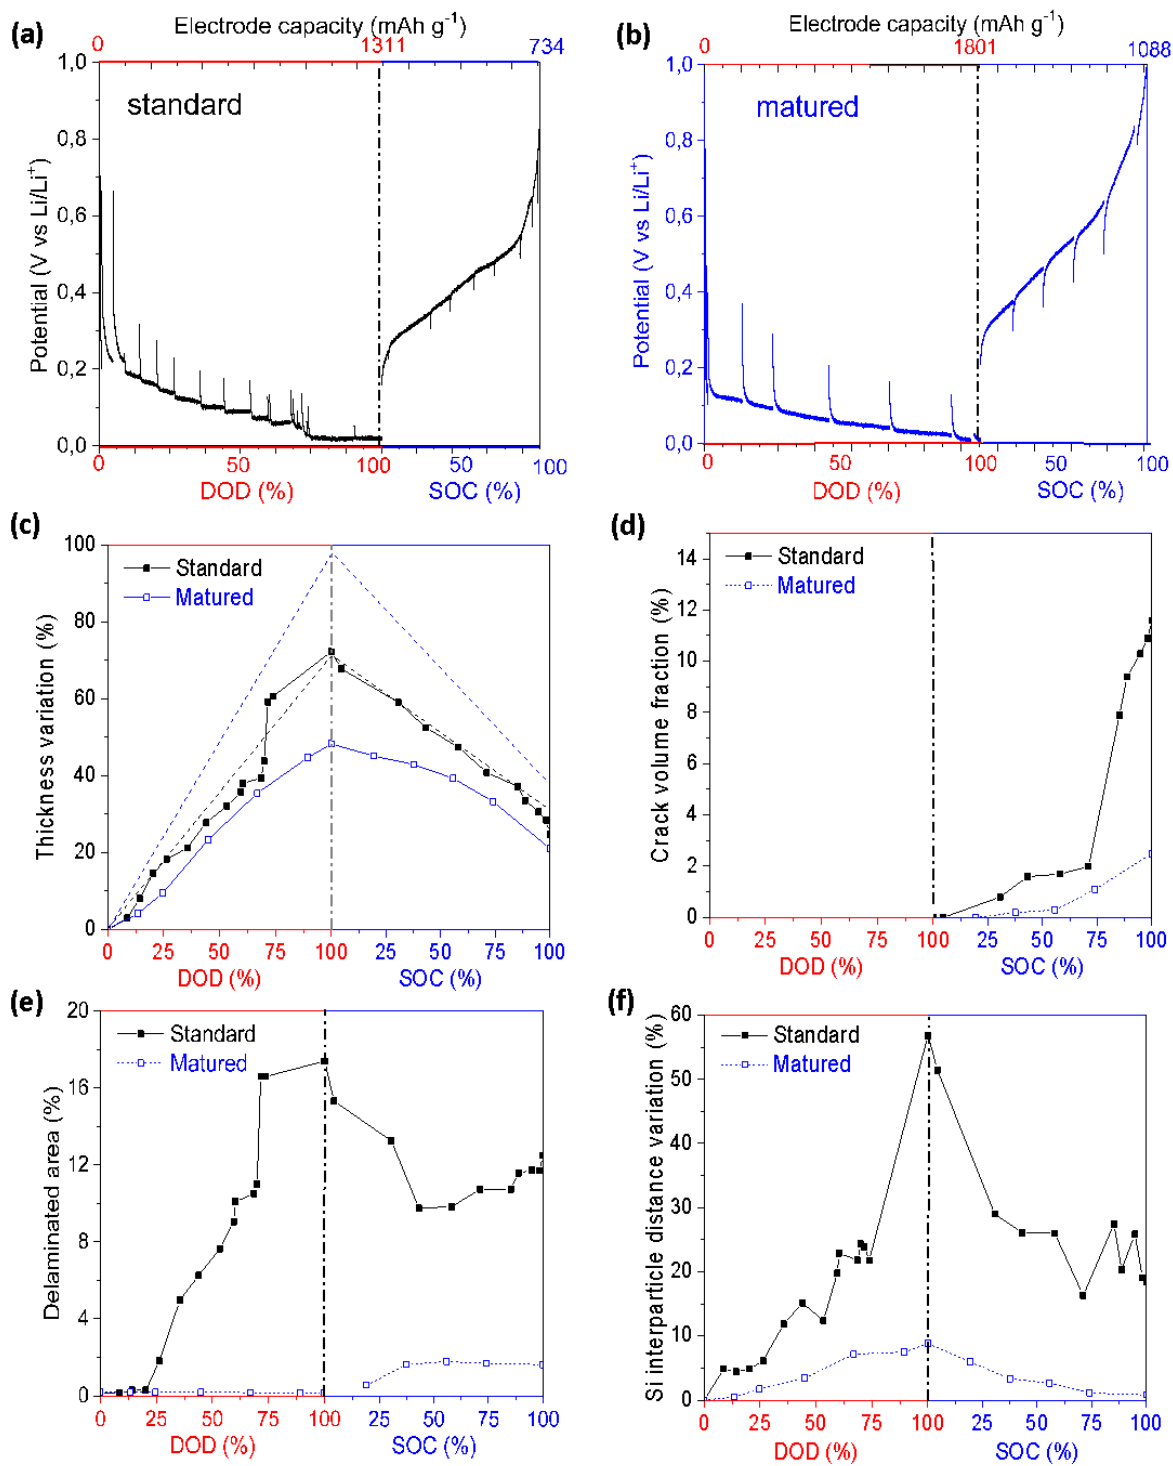 (a)
Electrode capacity (mAh g⁻¹)
0 1311 734
standard
Potential (V vs Li/Li⁺)
1,0
0,8
0,6
0,4
0,2
0,0
0 50 100 50 100
DOD (%) SOC (%)
(b)
Electrode capacity (mAh g⁻¹)
0 1801 1088
matured
Potential (V vs Li/Li⁺)
1,0
0,8
0,6
0,4
0,2
0,0
0 50 100 50 100
DOD (%) SOC (%)
(c)
Standard
Matured
Thickness variation (%)
100
80
60
40
20
0
0 25 50 75 100 25 50 75 100
DOD (%) SOC (%)
(d)
Standard
Matured
Crack volume fraction (%)
14
12
10
8
6
4
2
0
0 25 50 75 100 25 50 75 100
DOD (%) SOC (%)
(e)
Standard
Matured
Delaminated area (%)
20
16
12
8
4
0
0 25 50 75 100 25 50 75 100
DOD (%) SOC (%)
(f)
Standard
Matured
Si interparticle distance variation (%)
60
50
40
30
20
10
0
0 25 50 75 100 25 50 75 100
DOD (%) SOC (%)